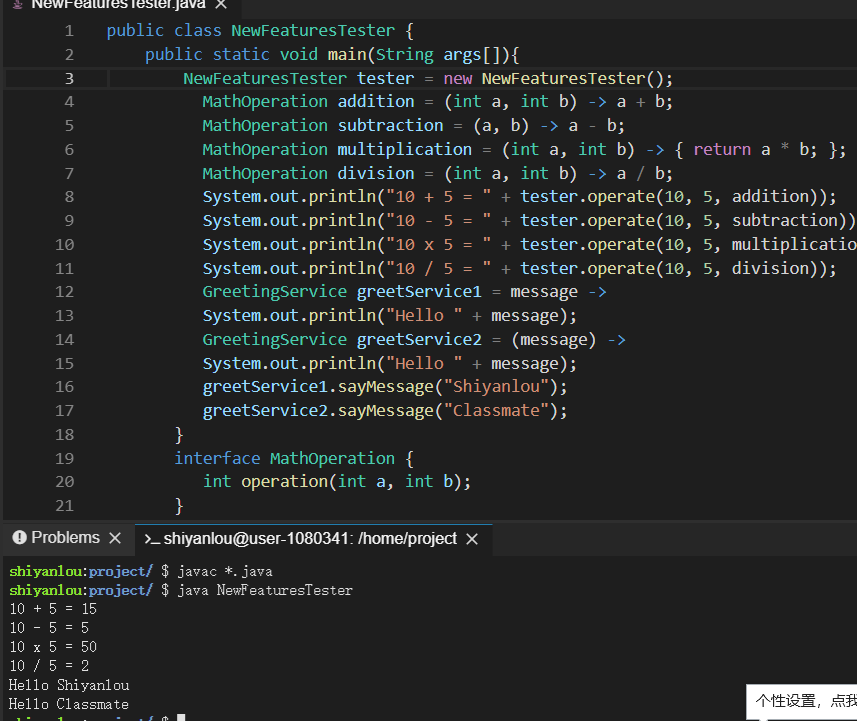 NewFeaturesTester.java
1 public class NewFeaturesTester {
2 public static void main(String args[]){
3 NewFeaturesTester tester = new NewFeaturesTester();
4 MathOperation addition = (int a, int b) -> a + b;
5 MathOperation subtraction = (a, b) -> a - b;
6 MathOperation multiplication = (int a, int b) -> { return a * b; };
7 MathOperation division = (int a, int b) -> a / b;
8 System.out.println("10 + 5 = " + tester.operate(10, 5, addition));
9 System.out.println("10 - 5 = " + tester.operate(10, 5, subtraction))
10 System.out.println("10 x 5 = " + tester.operate(10, 5, multiplicatio
11 System.out.println("10 / 5 = " + tester.operate(10, 5, division));
12 GreetingService greetService1 = message ->
13 System.out.println("Hello " + message);
14 GreetingService greetService2 = (message) ->
15 System.out.println("Hello " + message);
16 greetService1.sayMessage("Shiyanlou");
17 greetService2.sayMessage("Classmate");
18 }
19 interface MathOperation {
20 int operation(int a, int b);
21 }
Problems
shiyanlou@user-1080341: /home/project
shiyanlou:project/ $ javac *.java
shiyanlou:project/ $ java NewFeaturesTester
10 + 5 = 15
10 - 5 = 5
10 x 5 = 50
10 / 5 = 2
Hello Shiyanlou
Hello Classmate
shiyanlou:project/ $
个性设置，点我